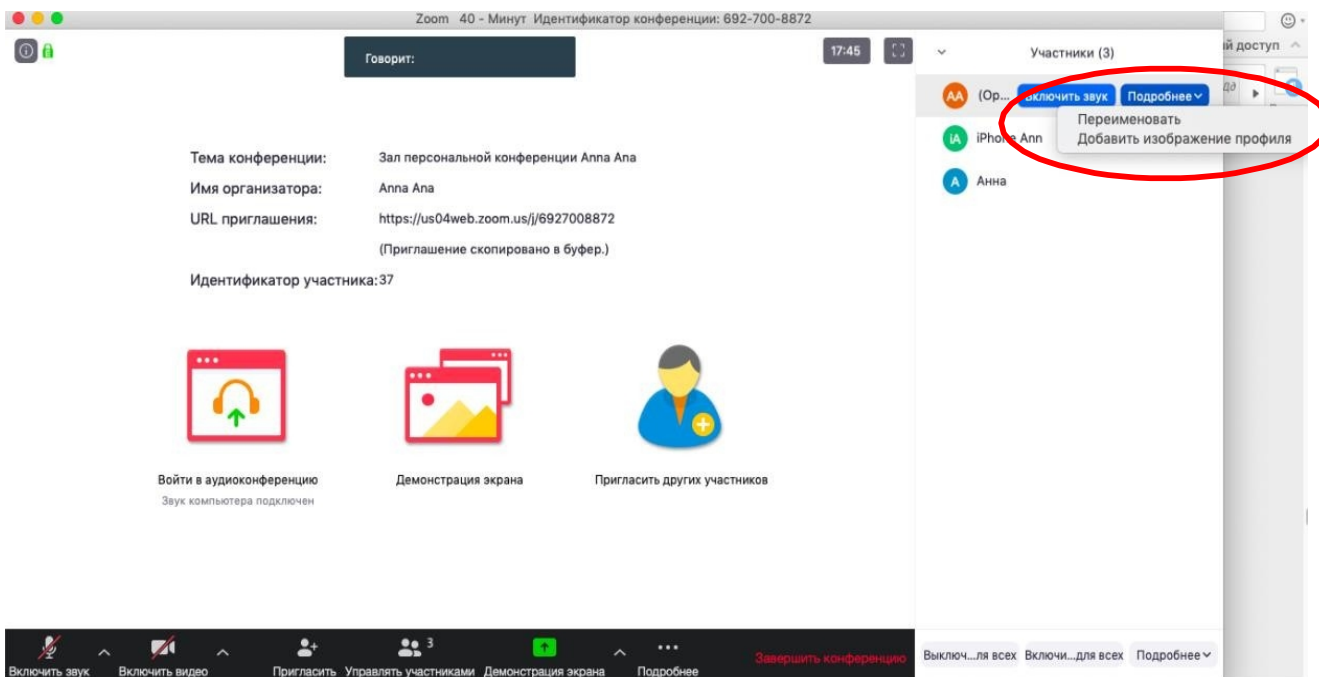 Zoom 40 - Минут Идентификатор конференции: 692-700-8872
Говорит:
17:45
Участники (3)
й доступ
AA (Ор... Включить звук Подробнее
Переименовать
Добавить изображение профиля
iA iPhone Ann
А Анна
Тема конференции: Зал персональной конференции Anna Ana
Имя организатора: Anna Ana
URL приглашения: https://us04web.zoom.us/j/6927008872
(Приглашение скопировано в буфер.)
Идентификатор участника: 37
Войти в аудиоконференцию
Звук компьютера подключен
Демонстрация экрана
Пригласить других участников
Включить звук
Включить видео
Пригласить
3
Управлять участниками
Демонстрация экрана
Подробнее
Завершить конференцию
Выключ...ля всех
Включи...для всех
Подробнее